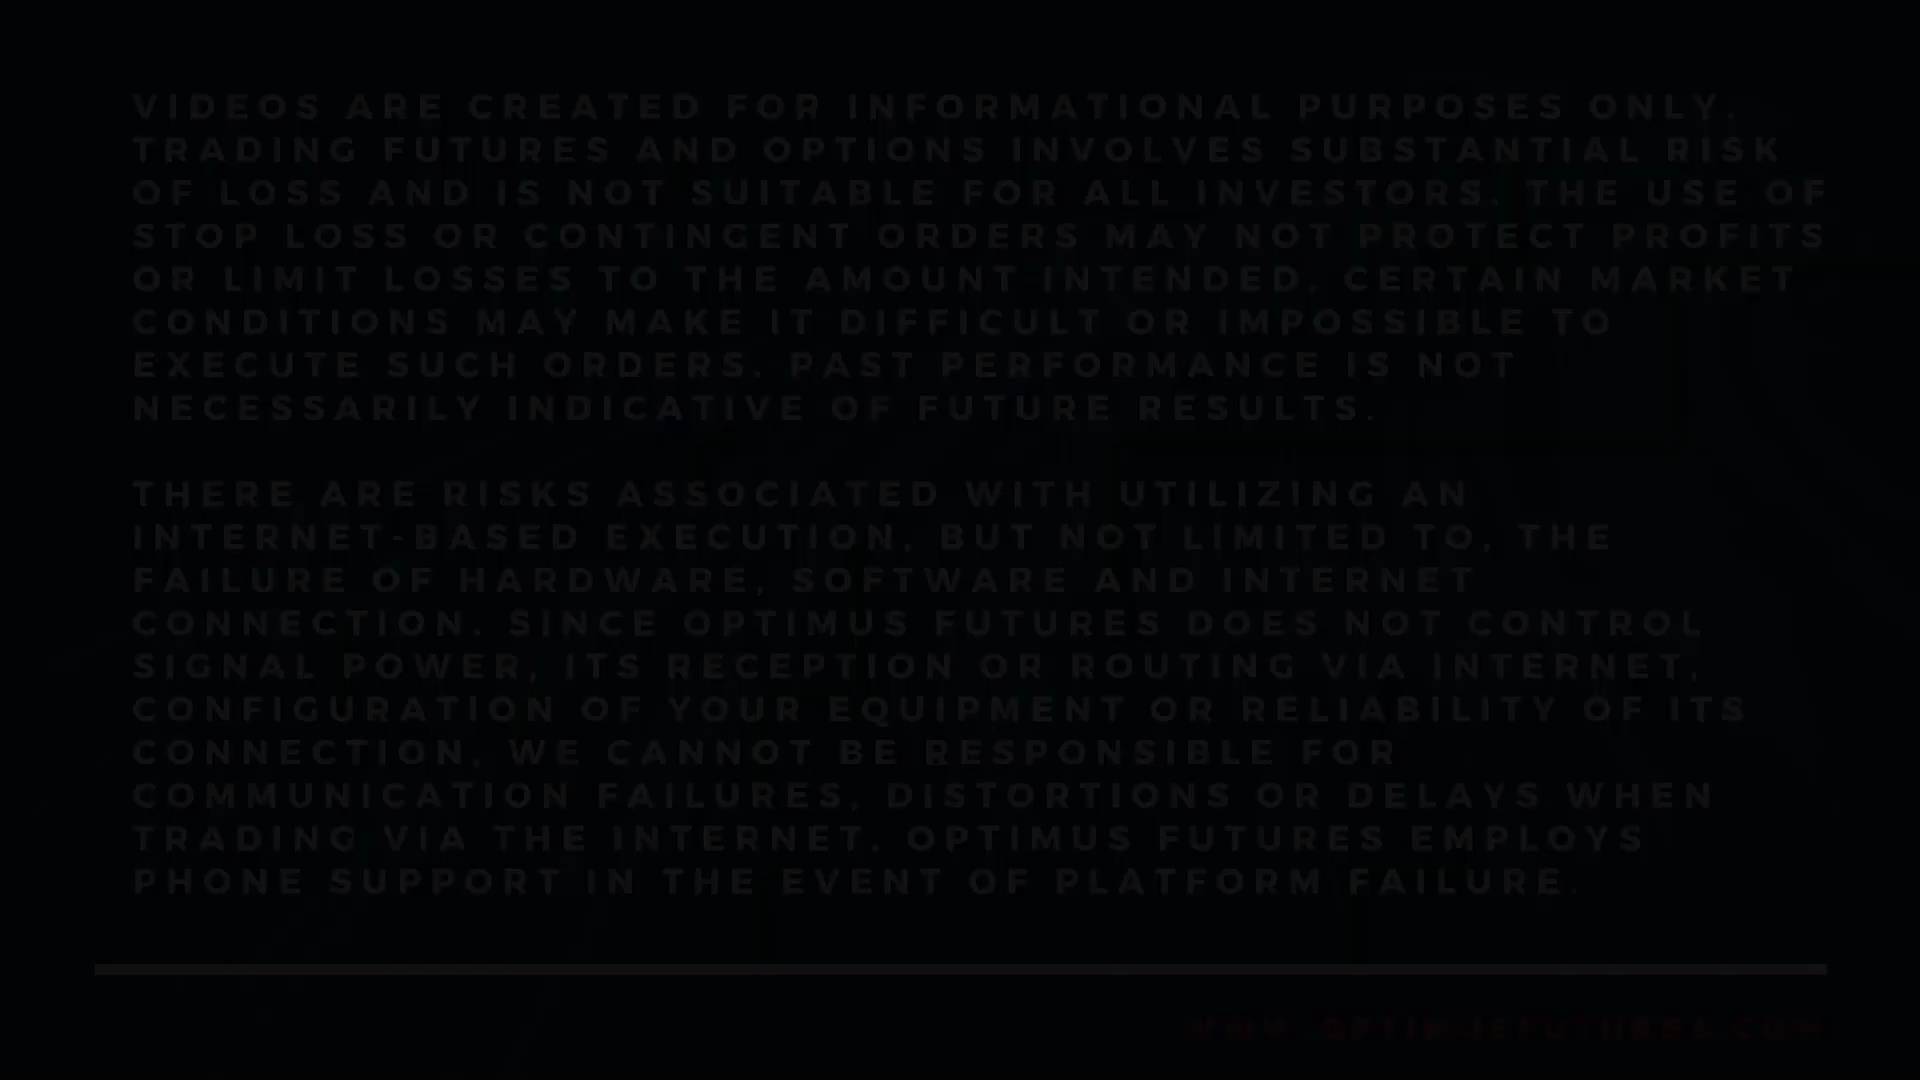 VIDEOS ARE CREATED FOR INFORMATIONAL PURPOSES ONLY.
TRADING FUTURES AND OPTIONS INVOLVES SUBSTANTIAL RISK
OF LOSS AND IS NOT SUITABLE FOR ALL INVESTORS. THE USE OF
STOP LOSS OR CONTINGENT ORDERS MAY NOT PROTECT PROFITS
OR LIMIT LOSSES TO THE AMOUNT INTENDED. CERTAIN MARKET
CONDITIONS MAY MAKE IT DIFFICULT OR IMPOSSIBLE TO
EXECUTE SUCH ORDERS. PAST PERFORMANCE IS NOT
NECESSARILY INDICATIVE OF FUTURE RESULTS.
THERE ARE RISKS ASSOCIATED WITH UTILIZING AN
INTERNET-BASED EXECUTION, BUT NOT LIMITED TO, THE
FAILURE OF HARDWARE, SOFTWARE AND INTERNET
CONNECTION. SINCE OPTIMUS FUTURES DOES NOT CONTROL
SIGNAL POWER, ITS RECEPTION OR ROUTING VIA INTERNET,
CONFIGURATION OF YOUR EQUIPMENT OR RELIABILITY OF ITS
CONNECTION, WE CANNOT BE RESPONSIBLE FOR
COMMUNICATION FAILURES, DISTORTIONS OR DELAYS WHEN
TRADING VIA THE INTERNET. OPTIMUS FUTURES EMPLOYS
PHONE SUPPORT IN THE EVENT OF PLATFORM FAILURE.
WWW.OPTIMUSFUTURES.COM